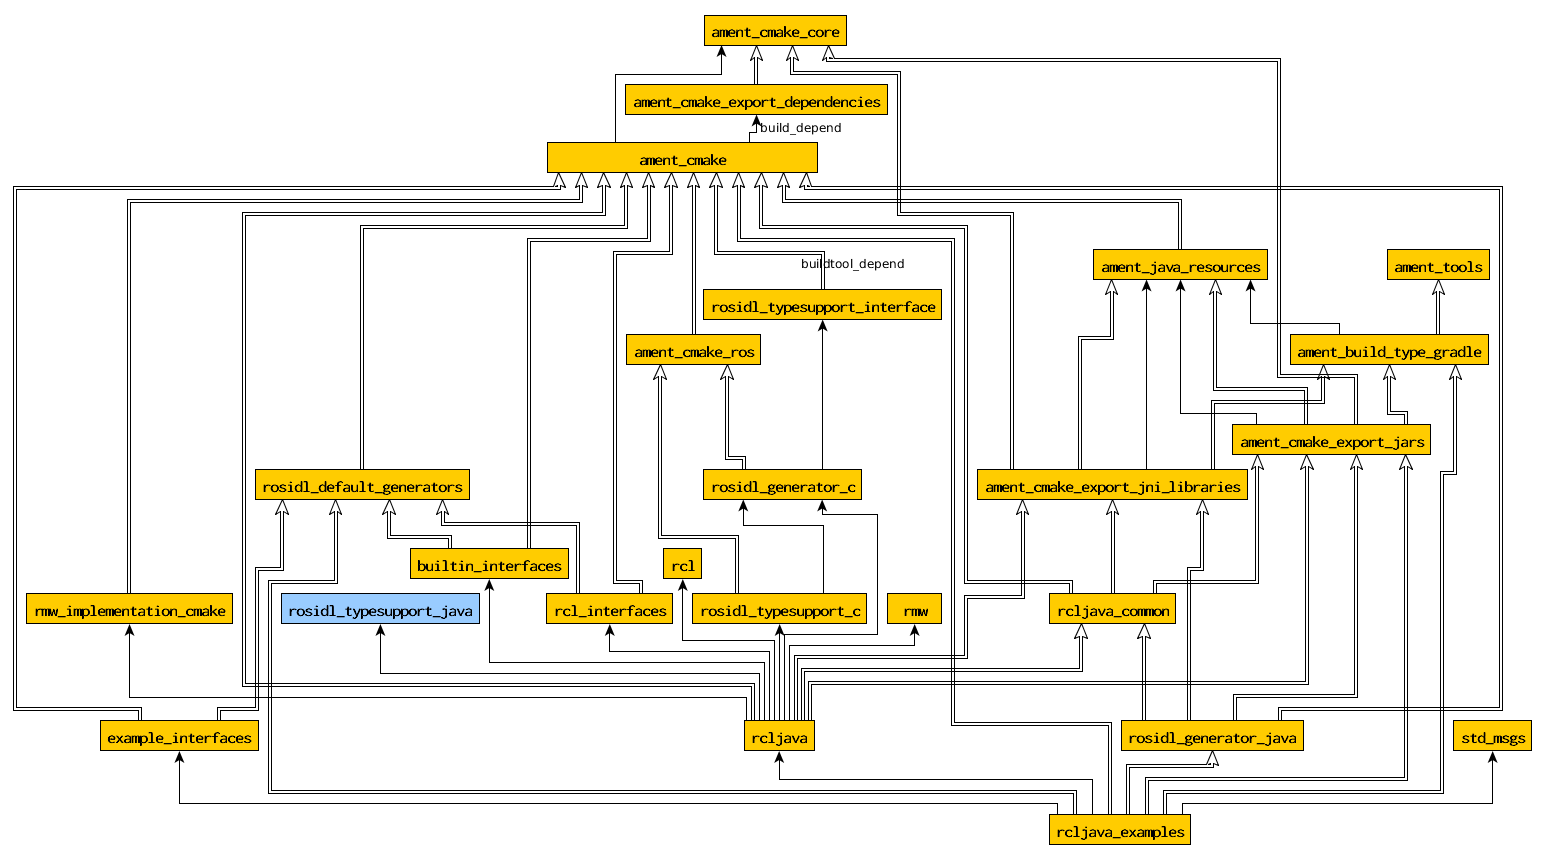 ament_cmake_core
ament_cmake_export_dependencies
build_depend
ament_cmake
ament_java_resources
ament_tools
buildtool_depend
rosidl_typesupport_interface
ament_cmake_ros
ament_build_type_gradle
ament_cmake_export_jars
rosidl_default_generators
rosidl_generator_c
ament_cmake_export_jni_libraries
builtin_interfaces
rcl
rmw_implementation_cmake
rosidl_typesupport_java
rcl_interfaces
rosidl_typesupport_c
rmw
rcljava_common
example_interfaces
rcljava
rosidl_generator_java
std_msgs
rcljava_examples